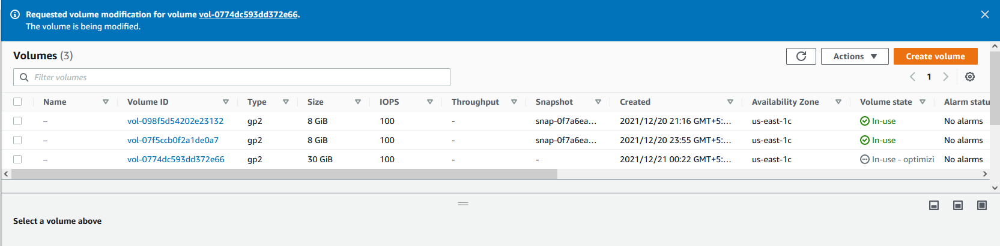 Requested volume modification for volume vol-0774dc593dd372e66.
The volume is being modified.
Volumes (3)
Actions
Create volume
Filter volumes
1
Name Volume ID Type Size IOPS Throughput Snapshot Created Availability Zone Volume state Alarm statu
– vol-098f5d54202e23132 gp2 8 GiB 100 - snap-0f7a6ea... 2021/12/20 21:16 GMT+5:... us-east-1c In-use No alarms
– vol-07f5ccb0f2a1de0a7 gp2 8 GiB 100 - snap-0f7a6ea... 2021/12/20 23:55 GMT+5:... us-east-1c In-use No alarms
– vol-0774dc593dd372e66 gp2 30 GiB 100 - - 2021/12/21 00:22 GMT+5:... us-east-1c In-use - optimizi No alarms
Select a volume above